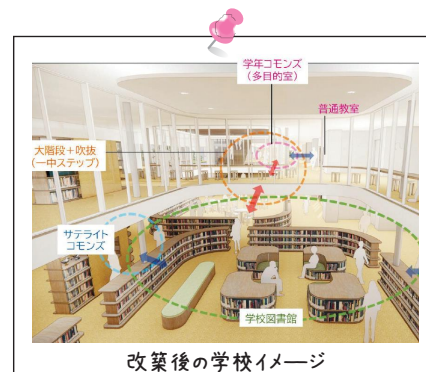 学年コモンズ
（多目的室）
普通教室
大階段＋吹抜
（一中ステップ）
サテライト
コモンズ
学校図書館
改築後の学校イメージ